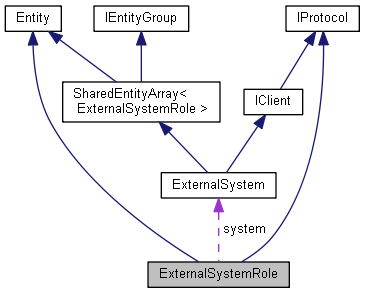 Entity
IEntityGroup
IProtocol
SharedEntityArray<
ExternalSystemRole >
IClient
ExternalSystem
system
ExternalSystemRole